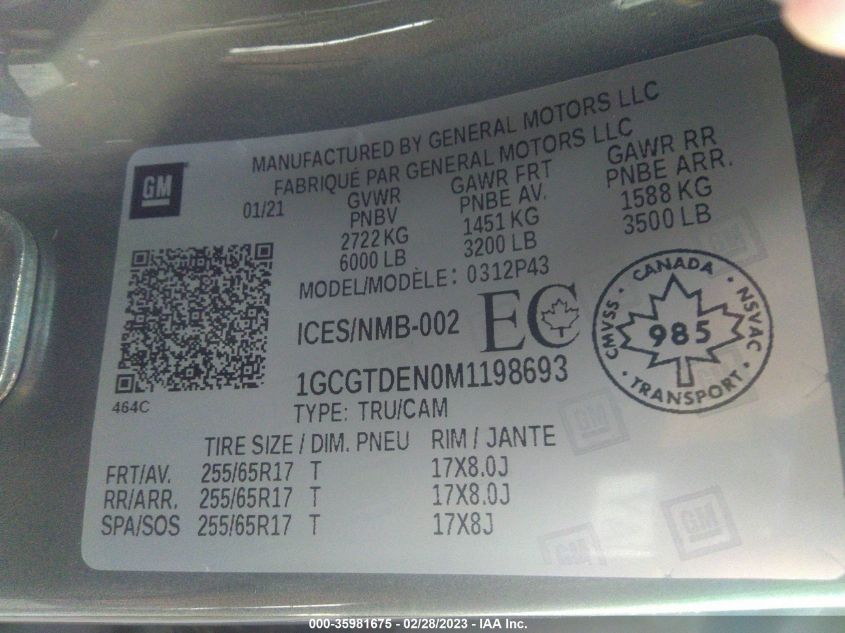 MANUFACTURED BY GENERAL MOTORS LLC
FABRIQUÉ PAR GENERAL MOTORS LLC
GM
01/21
GVWR
PNBV
2722 KG
6000 LB
GAWR FRT
PNBE AV.
1451 KG
3200 LB
GAWR RR
PNBE ARR.
1588 KG
3500 LB
MODEL/MODÈLE: 0312P43
ICES/NMB-002
EC
CANADA
CMVSS
NSVAC
985
TRANSPORT
1GCGTDEN0M1198693
464C
TYPE: TRU/CAM
TIRE SIZE / DIM. PNEU RIM / JANTE
FRT/AV. 255/65R17 T 17X8.0J
RR/ARR. 255/65R17 T 17X8.0J
SPA/SOS 255/65R17 T 17X8J
GM
GM
GM
GM
000-35981675 - 02/28/2023 - IAA Inc.